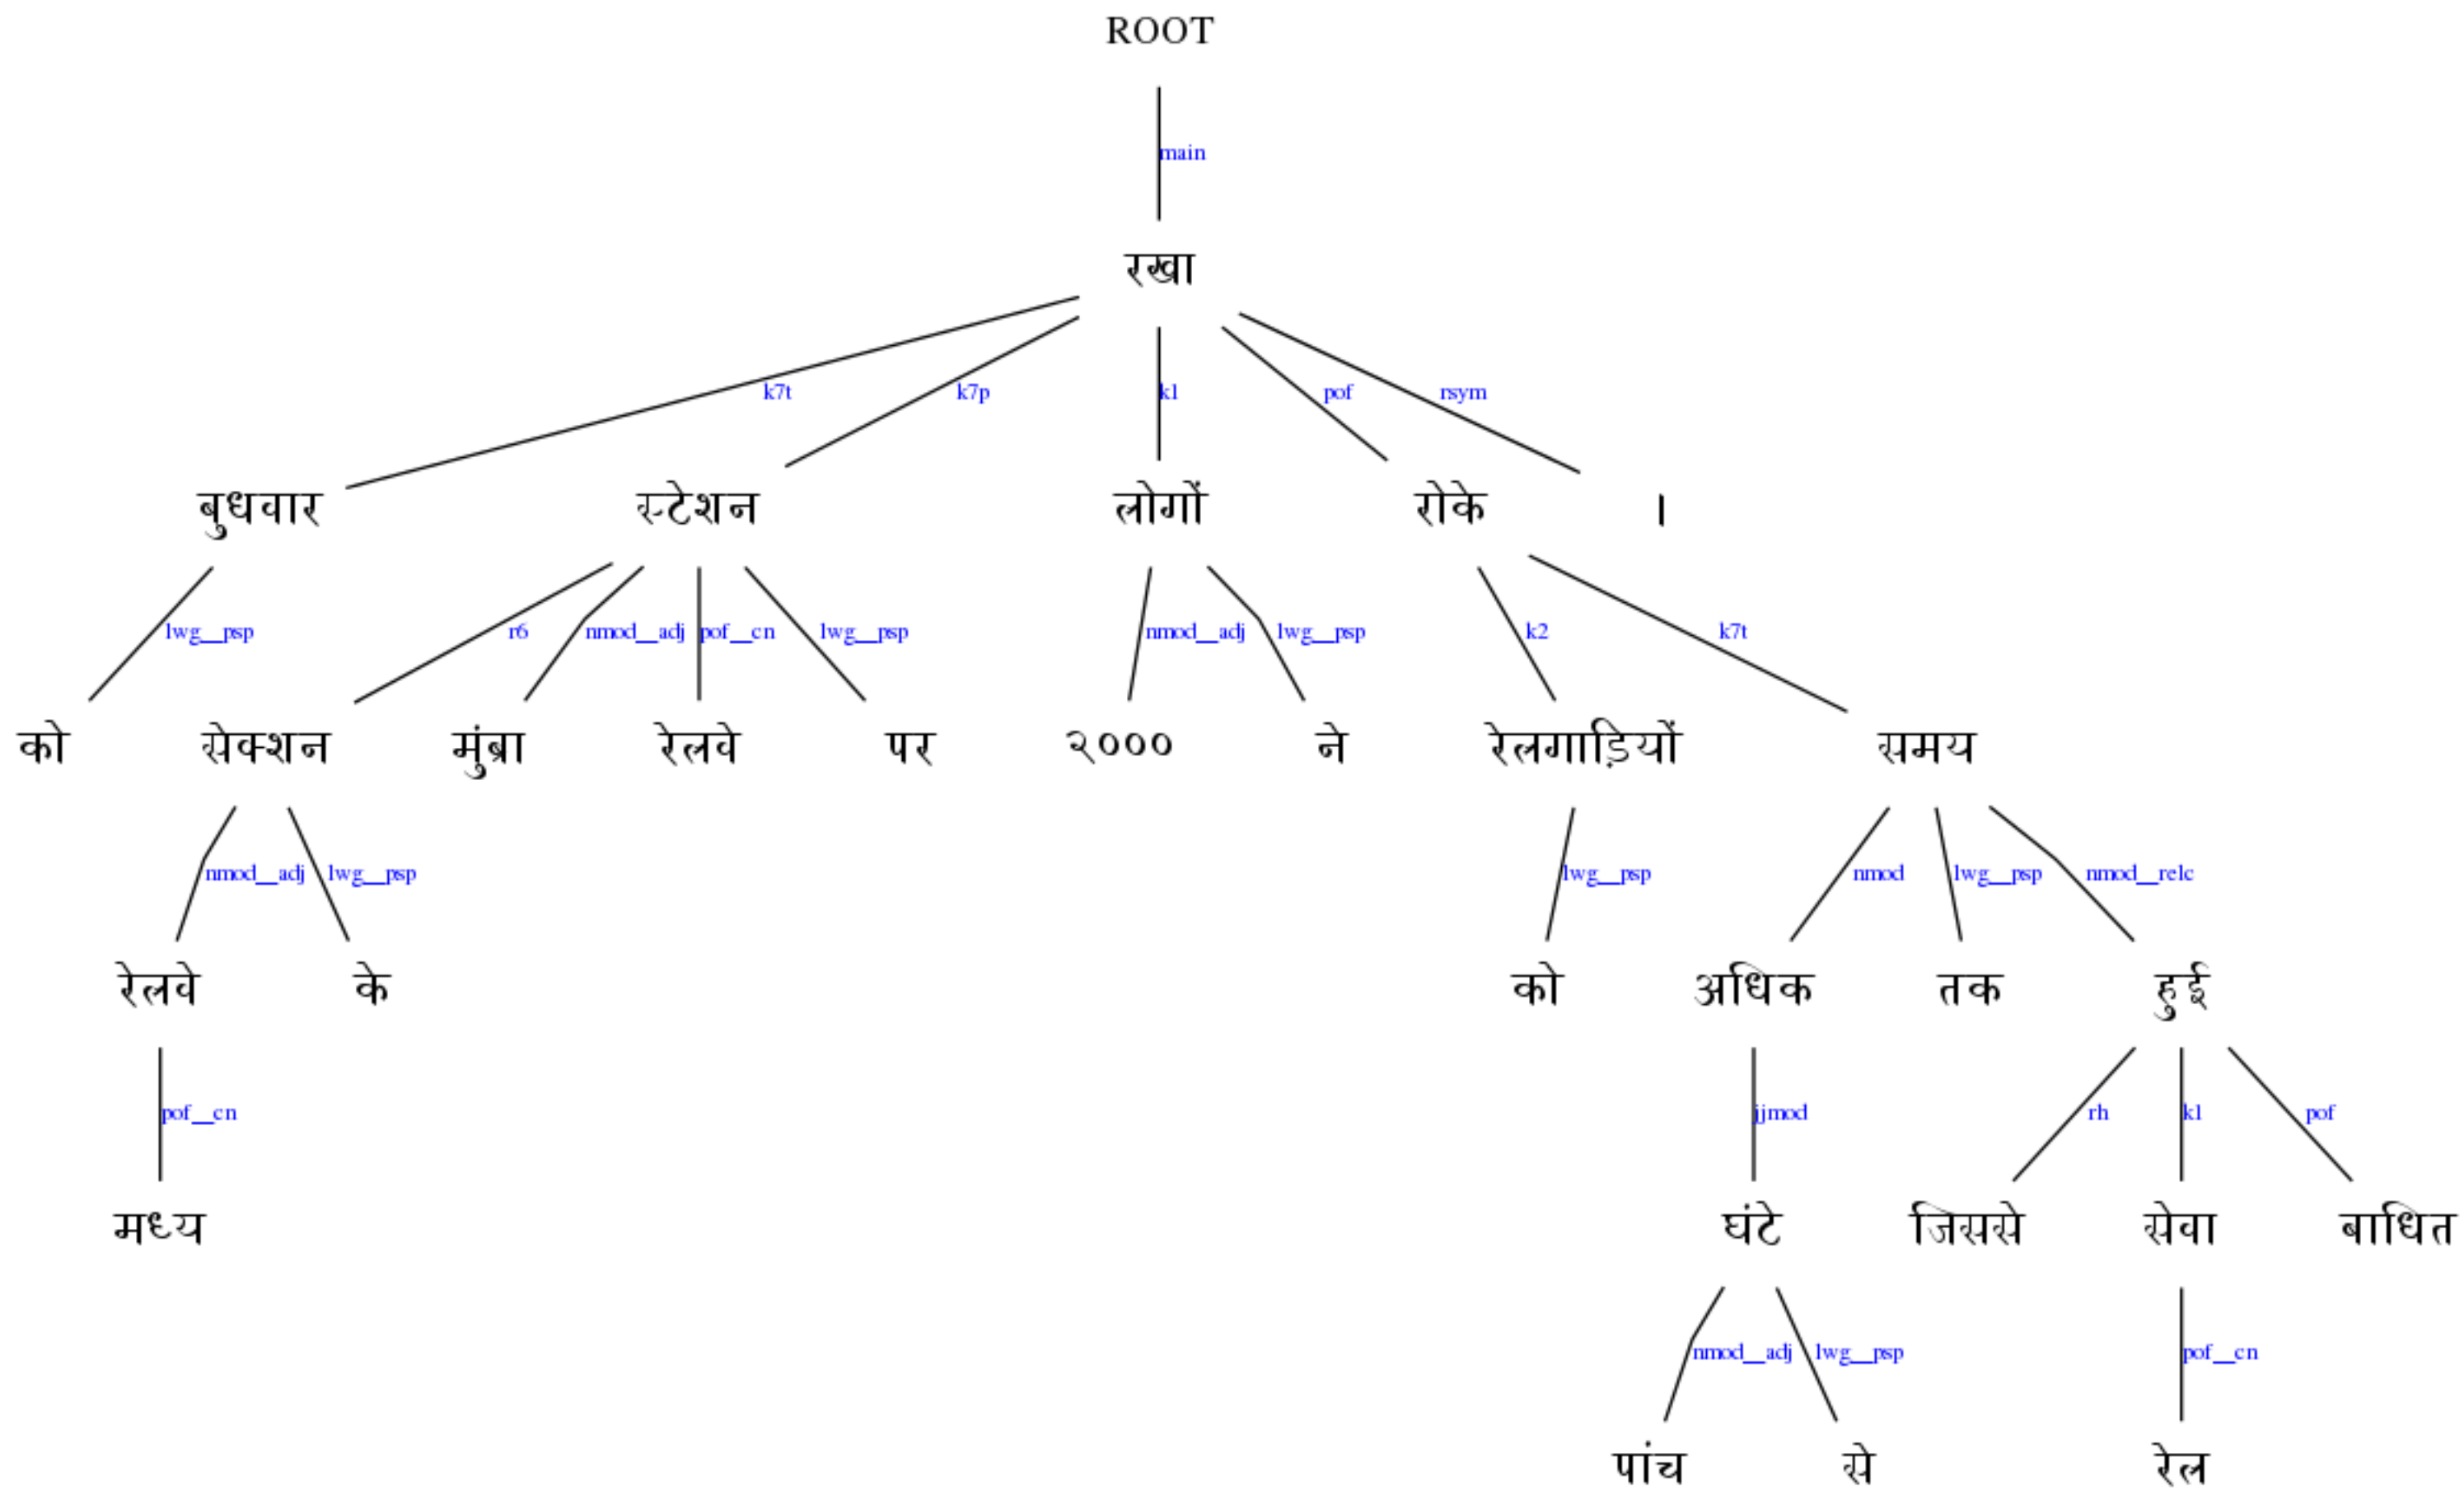 ROOT
main
रखा
k7t k7p k1 pof rsym
बुधवार स्टेशन लोगों रोके ।
lwg__psp r6 nmod__adj pof__cn lwg__psp nmod__adj lwg__psp k2 k7t
को सेक्शन मुंब्रा रेलवे पर २००० ने रेलगाड़ियों समय
nmod__adj lwg__psp lwg__psp nmod lwg__psp nmod__relc
रेलवे के को अधिक तक हुई
pof__cn jjmod rh k1 pof
मध्य घंटे जिससे सेवा बाधित
nmod__adj lwg__psp pof__cn
पांच से रेल